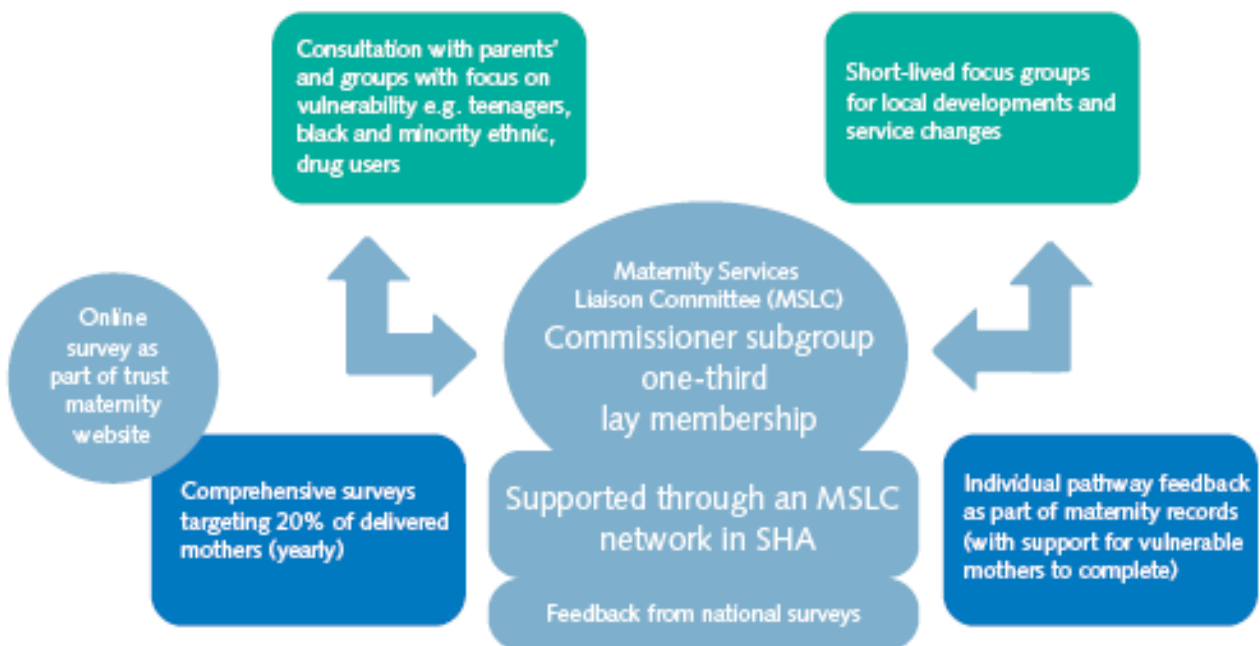 Consultation with parents'
and groups with focus on
vulnerability e.g. teenagers,
black and minority ethnic,
drug users
Short-lived focus groups
for local developments and
service changes
Maternity Services
Liaison Committee (MSLC)
Commissioner subgroup
one-third
lay membership
Online
survey as
part of trust
maternity
website
Comprehensive surveys
targeting 20% of delivered
mothers (yearly)
Supported through an MSLC
network in SHA
Individual pathway feedback
as part of maternity records
(with support for vulnerable
mothers to complete)
Feedback from national surveys